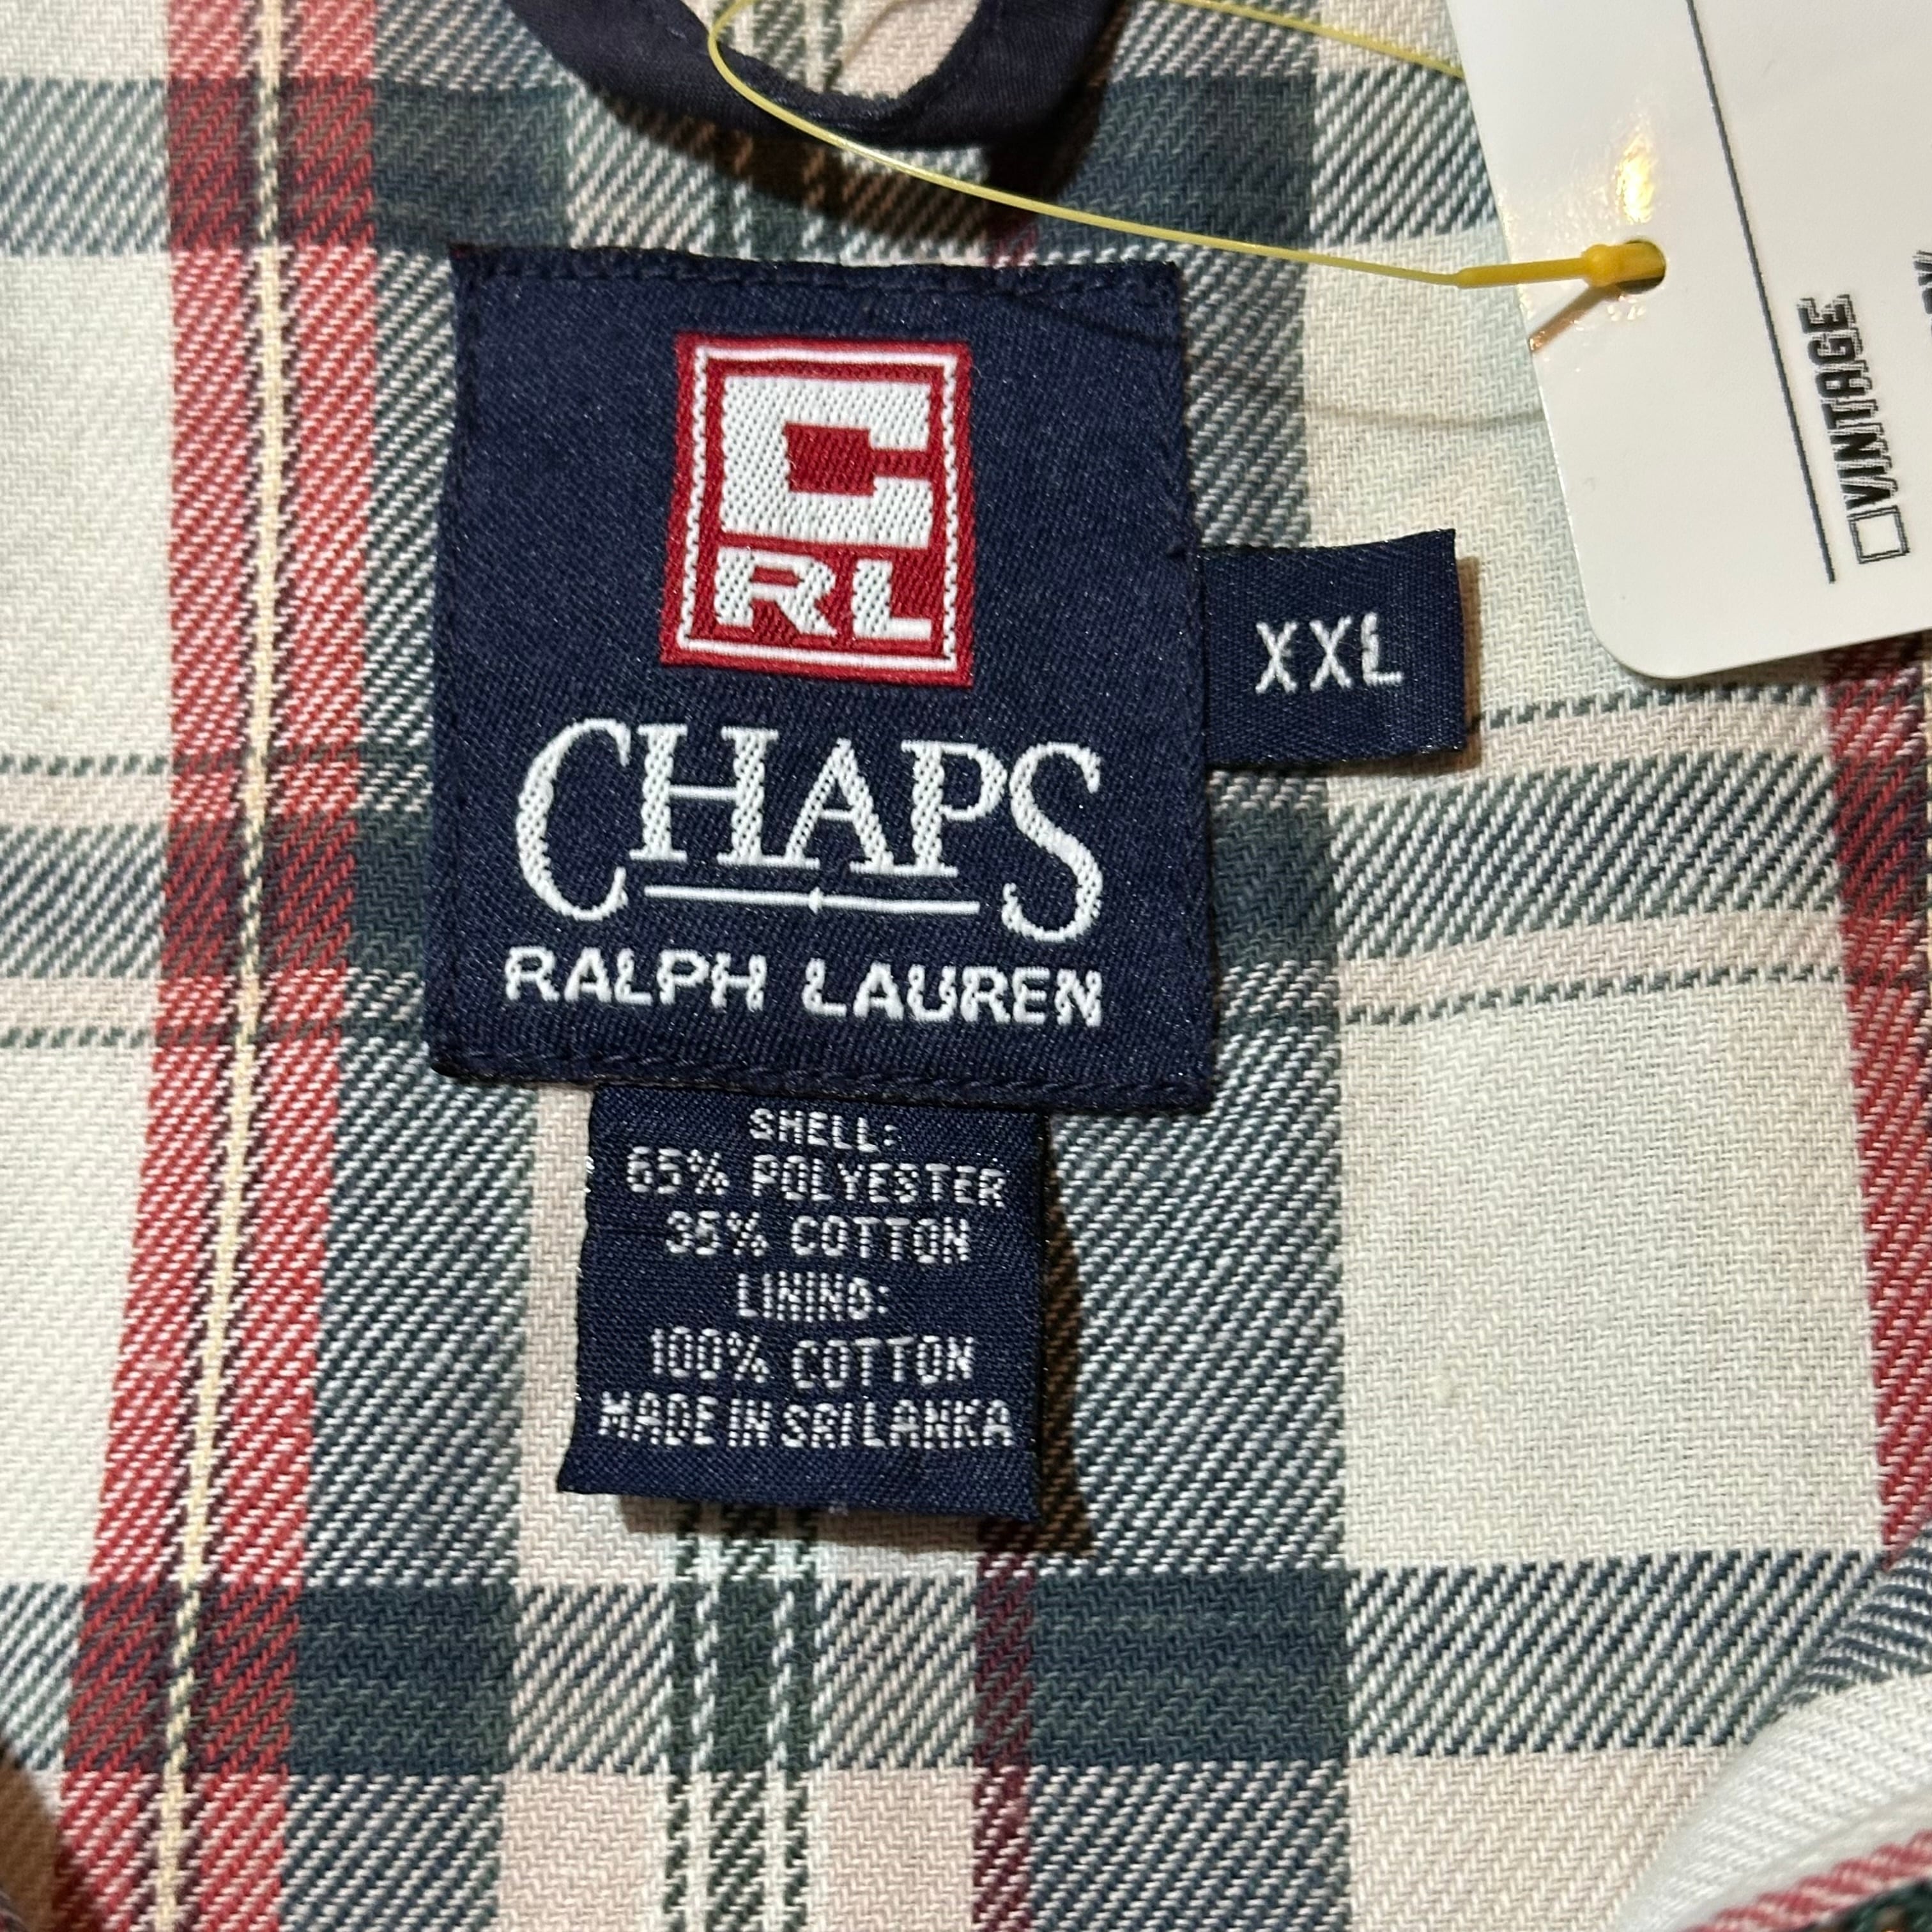 C
RL
CHAPS
RALPH LAUREN
XXL
SHELL:
65% POLYESTER
35% COTTON
LINING:
100% COTTON
MADE IN SRI LANKA
VINTAGE